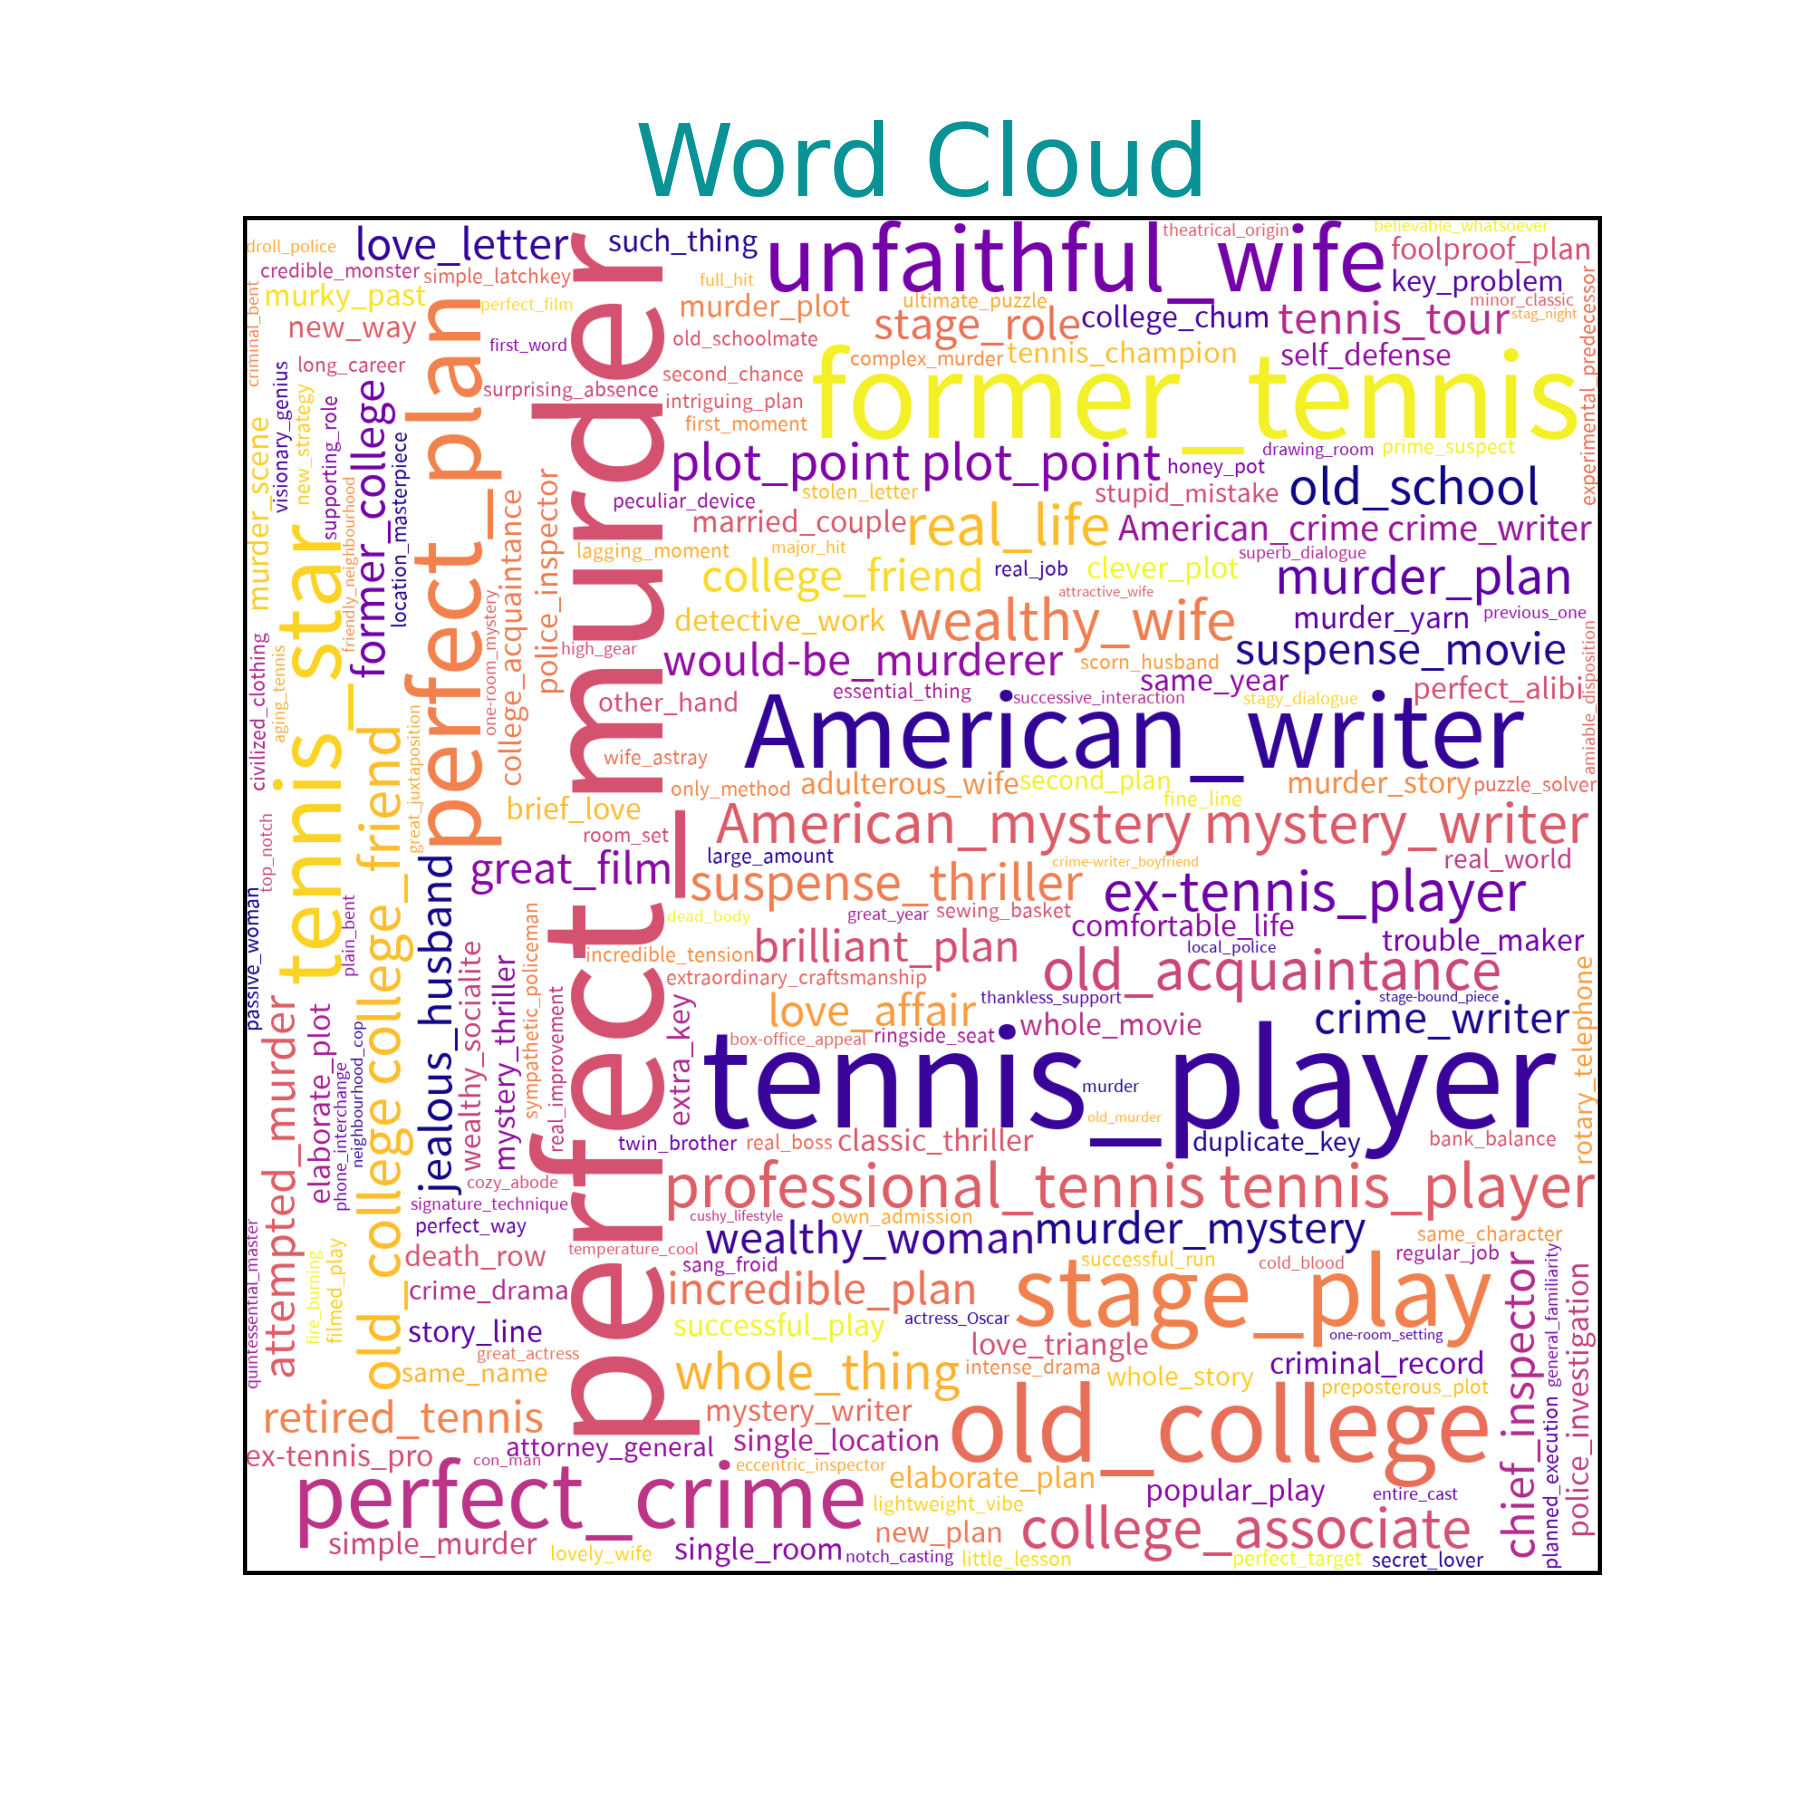 Word Cloud
droll_police
love_letter
such_thing
unfaithful_wife
theatrical_origin
believable_whatsoever
foolproof_plan
credible_monster
simple_latchkey
full_hit
key_problem
murky_past
perfect_film
murder_plot
ultimate_puzzle
minor_classic
stage_role
college_chum
tennis_tour
stag_night
new_way
first_word
old_schoolmate
complex_murder
tennis_champion
self_defense
long_career
surprising_absence
second_chance
former_tennis
intriguing_plan
first_moment
criminal_bent
visionary_genius
new_strategy
supporting_role
former_college
location_masterpiece
perfect_plan
perfect_murder
experimental_predecessor
murder_scene
tennis_star
friendly_neighbourhood
college_acquaintance
police_inspector
one-room_mystery
plot_point plot_point
drawing_room
prime_suspect
honey_pot
peculiar_device
stolen_letter
stupid_mistake
old_school
married_couple
real_life
American_crime crime_writer
lagging_moment
major_hit
superb_dialogue
college_friend
real_job
clever_plot
murder_plan
attractive_wife
detective_work
wealthy_wife
murder_yarn
previous_one
high_gear
would-be_murderer
scorn_husband
suspense_movie
other_hand
essential_thing
successive_interaction
same_year
stagy_dialogue
perfect_alibi
amiable_disposition
civilized_clothing
aging_tennis
great_juxtaposition
American_writer
wife_astray
only_method
adulterous_wife
second_plan
murder_story
puzzle_solver
brief_love
fine_line
room_set
American_mystery mystery_writer
great_film
large_amount
crime-writer_boyfriend
real_world
suspense_thriller
ex-tennis_player
dead_body
great_year
sewing_basket
comfortable_life
top_notch
passive_woman
plain_bent
old_college college_friend
jealous_husband
wealthy_socialite
mystery_thriller
sympathetic_policeman
real_improvement
incredible_tension
brilliant_plan
local_police
trouble_maker
extraordinary_craftsmanship
old_acquaintance
extra_key
love_affair
thankless_support
stage-bound_piece
whole_movie
crime_writer
rotary_telephone
box-office_appeal
ringside_seat
tennis_player
murder
old_murder
attempted_murder
elaborate_plot
phone_interchange
neighbourhood_cop
twin_brother
real_boss
classic_thriller
duplicate_key
bank_balance
cozy_abode
professional_tennis tennis_player
signature_technique
perfect_way
cushy_lifestyle
own_admission
wealthy_woman
murder_mystery
same_character
death_row
temperature_cool
sang_froid
successful_run
cold_blood
regular_job
quintessential_master
fire_burning
filmed_play
crime_drama
incredible_plan
stage_play
chief_inspector
general_familiarity
police_investigation
story_line
successful_play
actress_Oscar
one-room_setting
great_actress
love_triangle
same_name
whole_thing
intense_drama
whole_story
criminal_record
preposterous_plot
retired_tennis
mystery_writer
old_college
planned_execution
ex-tennis_pro
con_man
attorney_general
single_location
eccentric_inspector
elaborate_plan
perfect_crime
lightweight_vibe
popular_play
entire_cast
simple_murder
lovely_wife
single_room
new_plan
notch_casting
little_lesson
college_associate
perfect_target
secret_lover